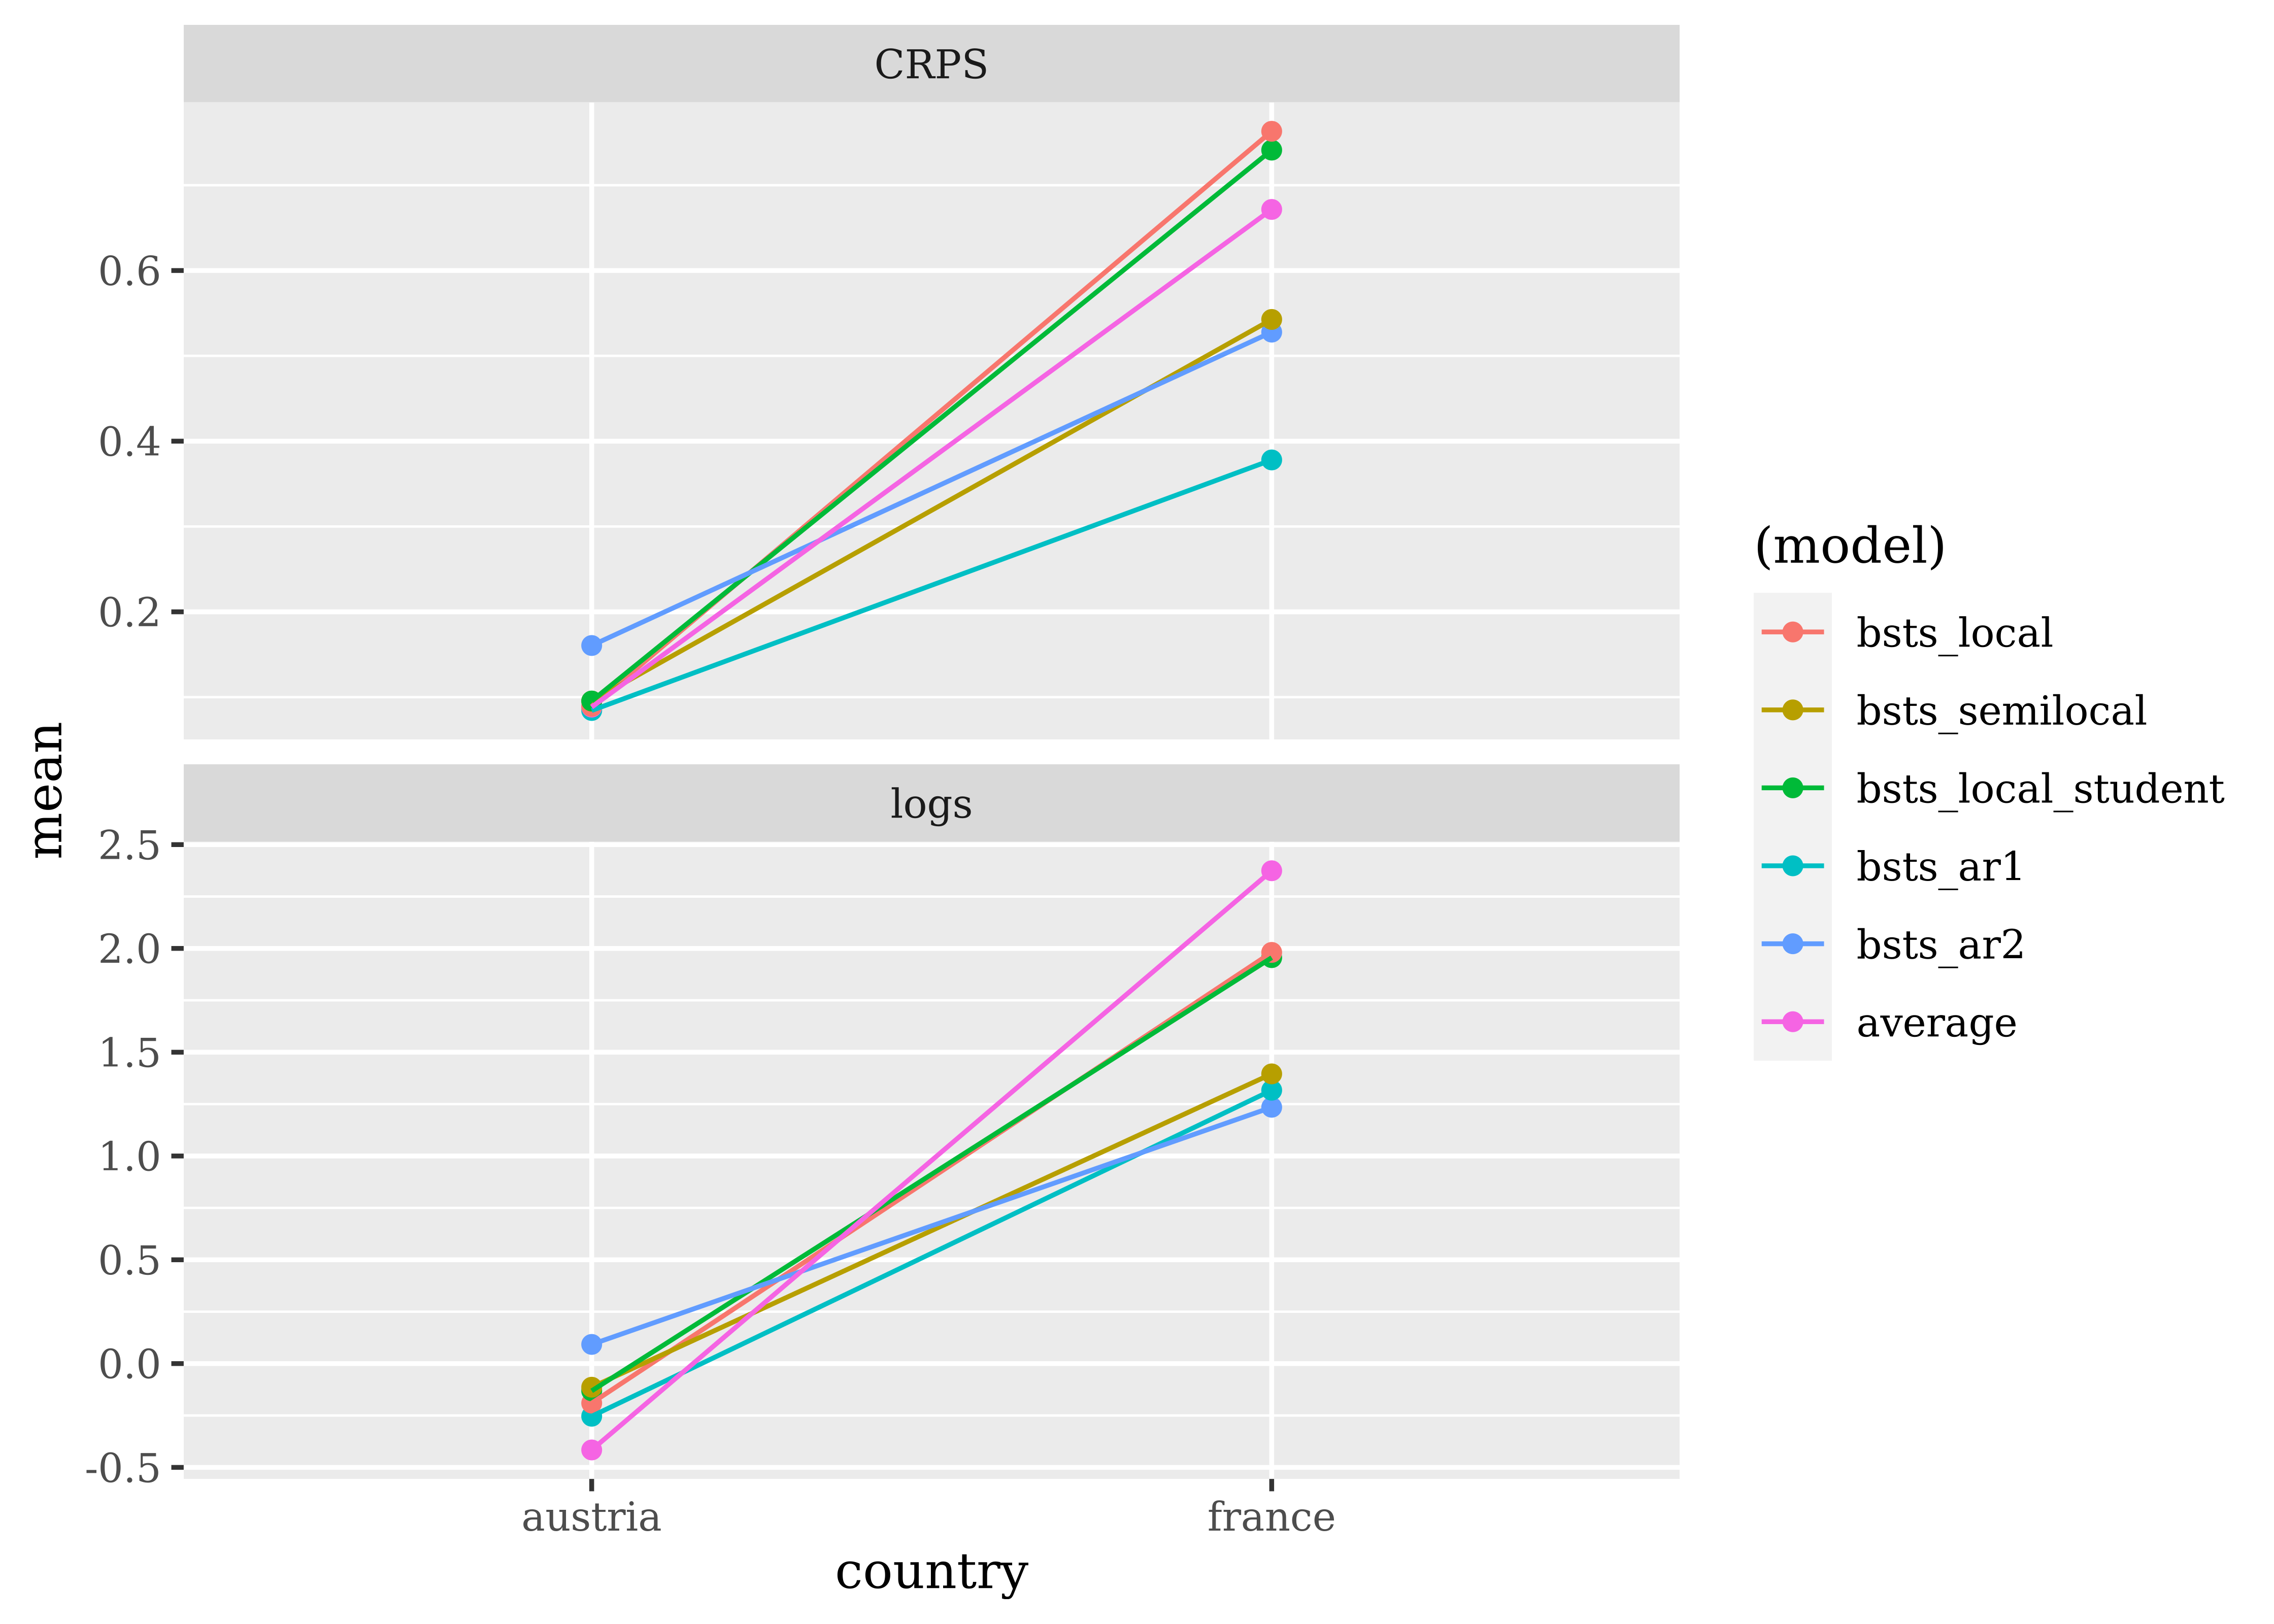 CRPS
0.6
0.4
0.2
logs
2.5
2.0
1.5
1.0
0.5
0.0
-0.5
austria france
country
mean
(model)
bsts_local
bsts_semilocal
bsts_local_student
bsts_ar1
bsts_ar2
average